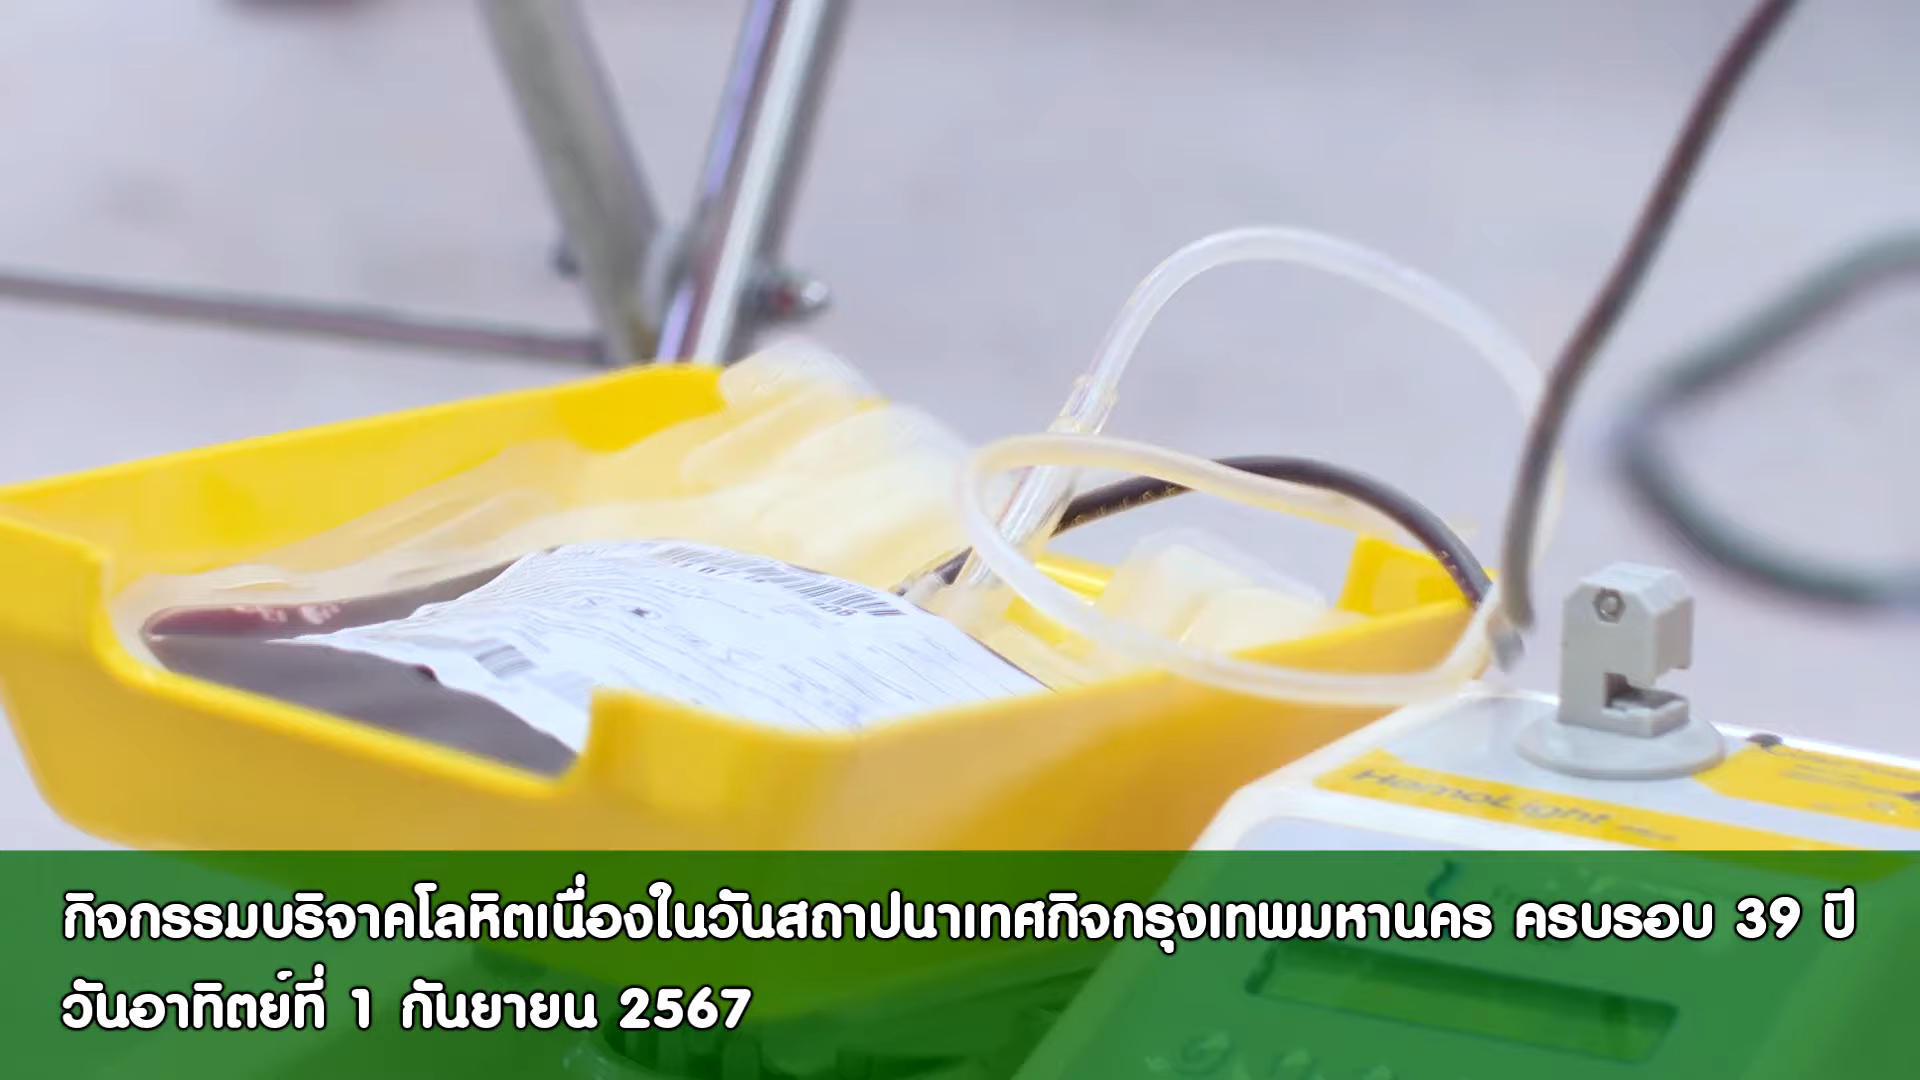 HemoLight
กิจกรรมบริจาคโลหิตเนื่องในวันสถาปนาเทศกิจกรุงเทพมหานคร ครบรอบ 39 ปี
วันอาทิตย์ที่ 1 กันยายน 2567